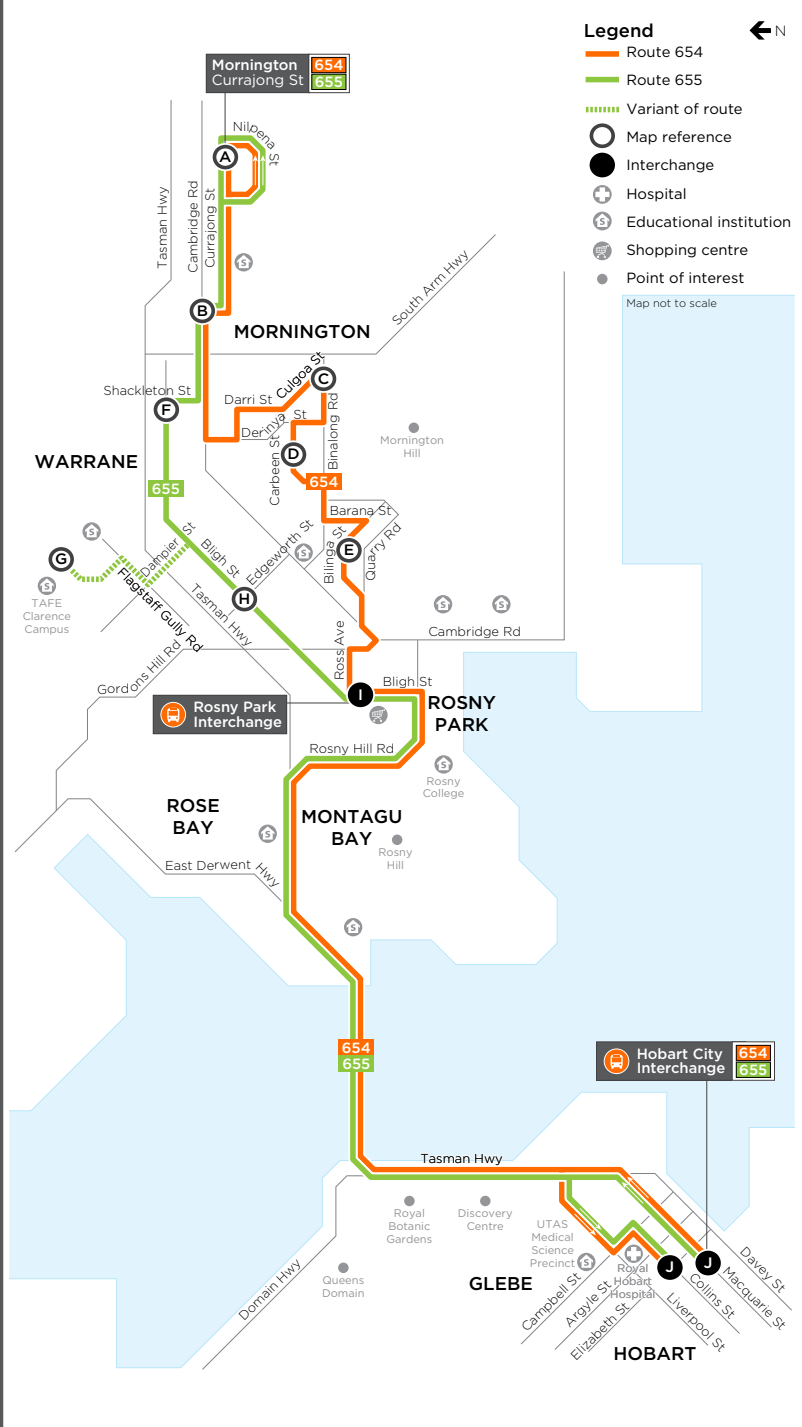 Legend
N
Route 654
Route 655
Variant of route
Map reference
Interchange
Hospital
Educational institution
Shopping centre
Point of interest
Map not to scale
Mornington
Currajong St
654
655
Nilpena St
A
Tasman Hwy
Cambridge Rd
Currajong St
S
B
MORNINGTON
South Arm Hwy
Shackleton St
F
Darri St
Culgoa St
C
Derinya St
Carbeen St
D
Binalong Rd
Mornington
Hill
WARRANE
655
654
Barana St
Bilinga St
E
Quarry Rd
S
G
S
TAFE
Clarence
Campus
Dampier St
Flagstaff Gully Rd
Bligh St
Edgeworth St
S
H
Tasman Hwy
S
S
Cambridge Rd
Ross Ave
Gordons Hill Rd
Rosny Park
Interchange
I
Bligh St
ROSNY
PARK
Rosny Hill Rd
S
Rosny
College
ROSE
BAY
MONTAGU
BAY
S
Rosny
Hill
East Derwent Hwy
S
654
655
Hobart City
Interchange
654
655
Tasman Hwy
Royal
Botanic
Gardens
Discovery
Centre
UTAS
Medical
Science
Precinct
S
Queens
Domain
Domain Hwy
GLEBE
Royal
Hobart
Hospital
J
J
Campbell St
Argyle St
Elizabeth St
Liverpool St
Collins St
Macquarie St
Davey St
HOBART